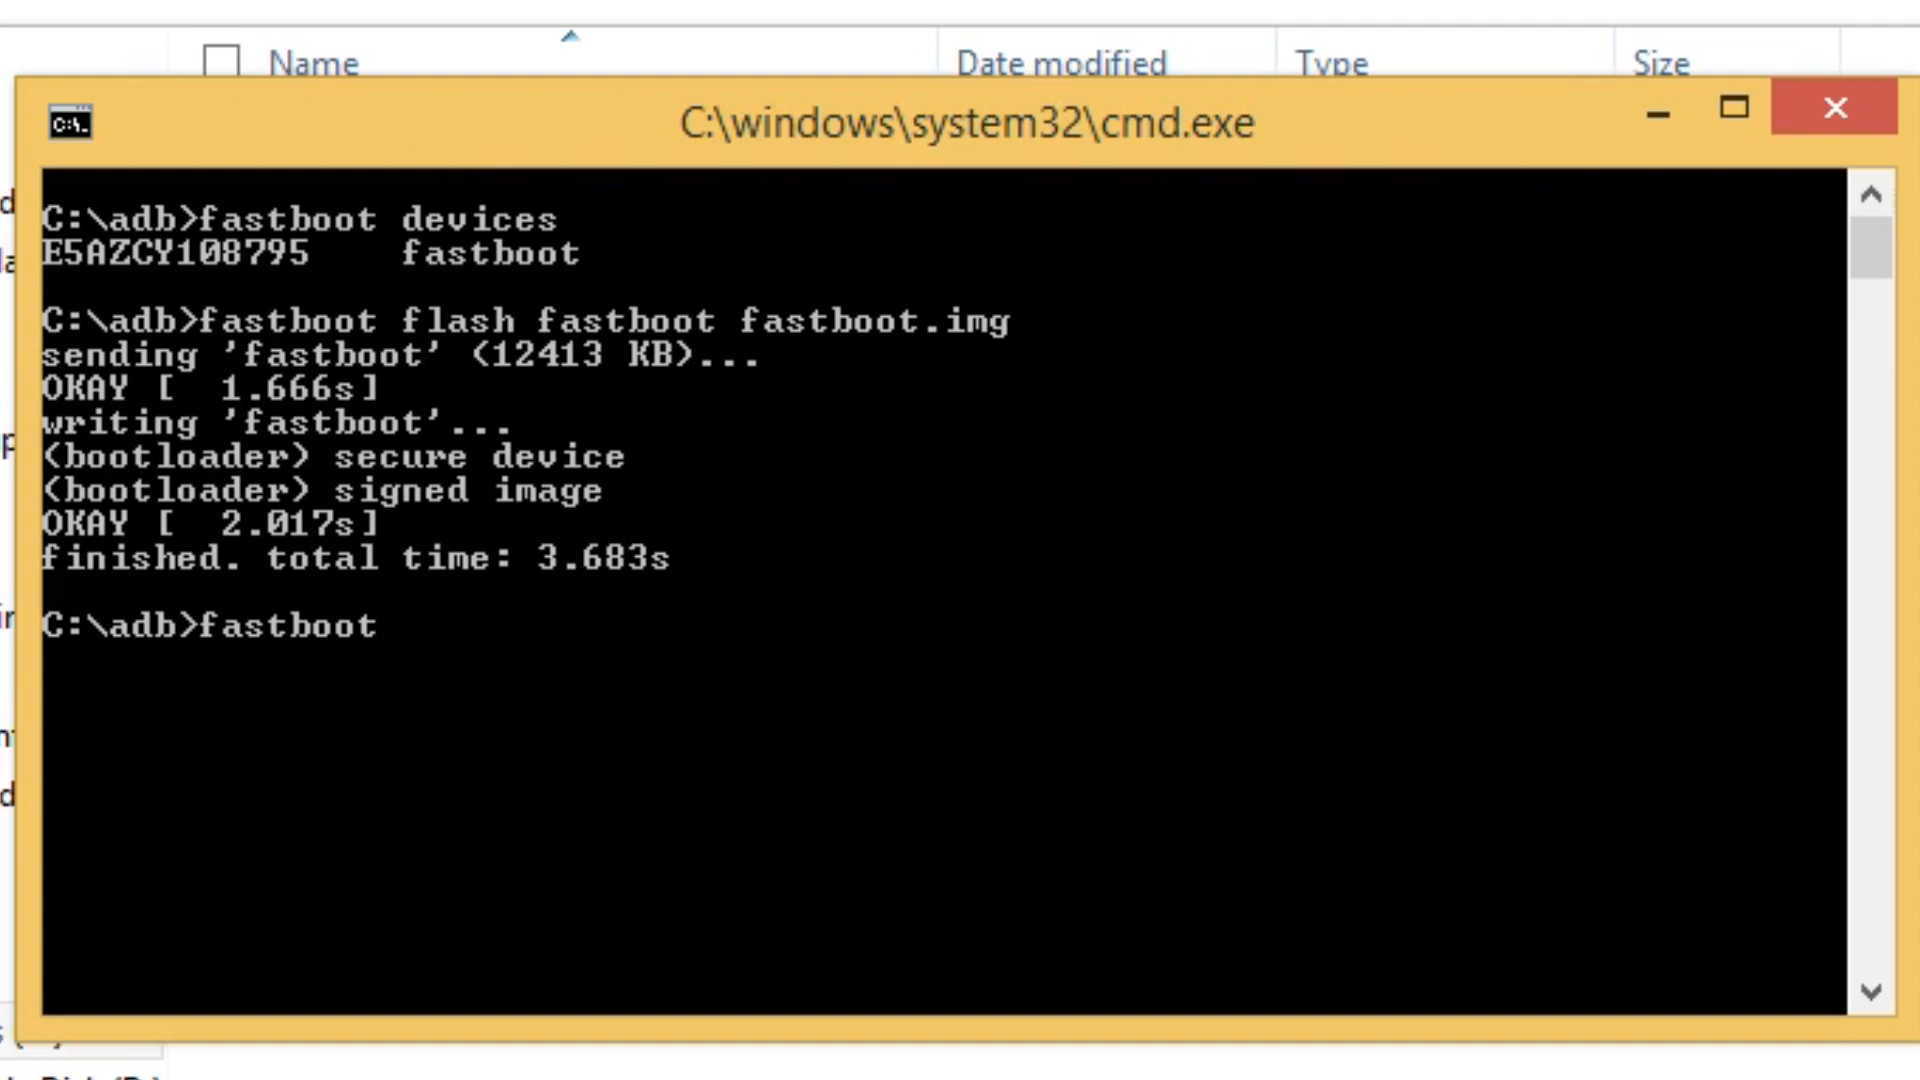 Name Date modified Type Size
C:\windows\system32\cmd.exe
C:\adb>fastboot devices
E5AZCY108795 fastboot
C:\adb>fastboot flash fastboot fastboot.img
sending 'fastboot' (12413 KB)...
OKAY [ 1.666s]
writing 'fastboot'...
(bootloader) secure device
(bootloader) signed image
OKAY [ 2.017s]
finished. total time: 3.683s
C:\adb>fastboot